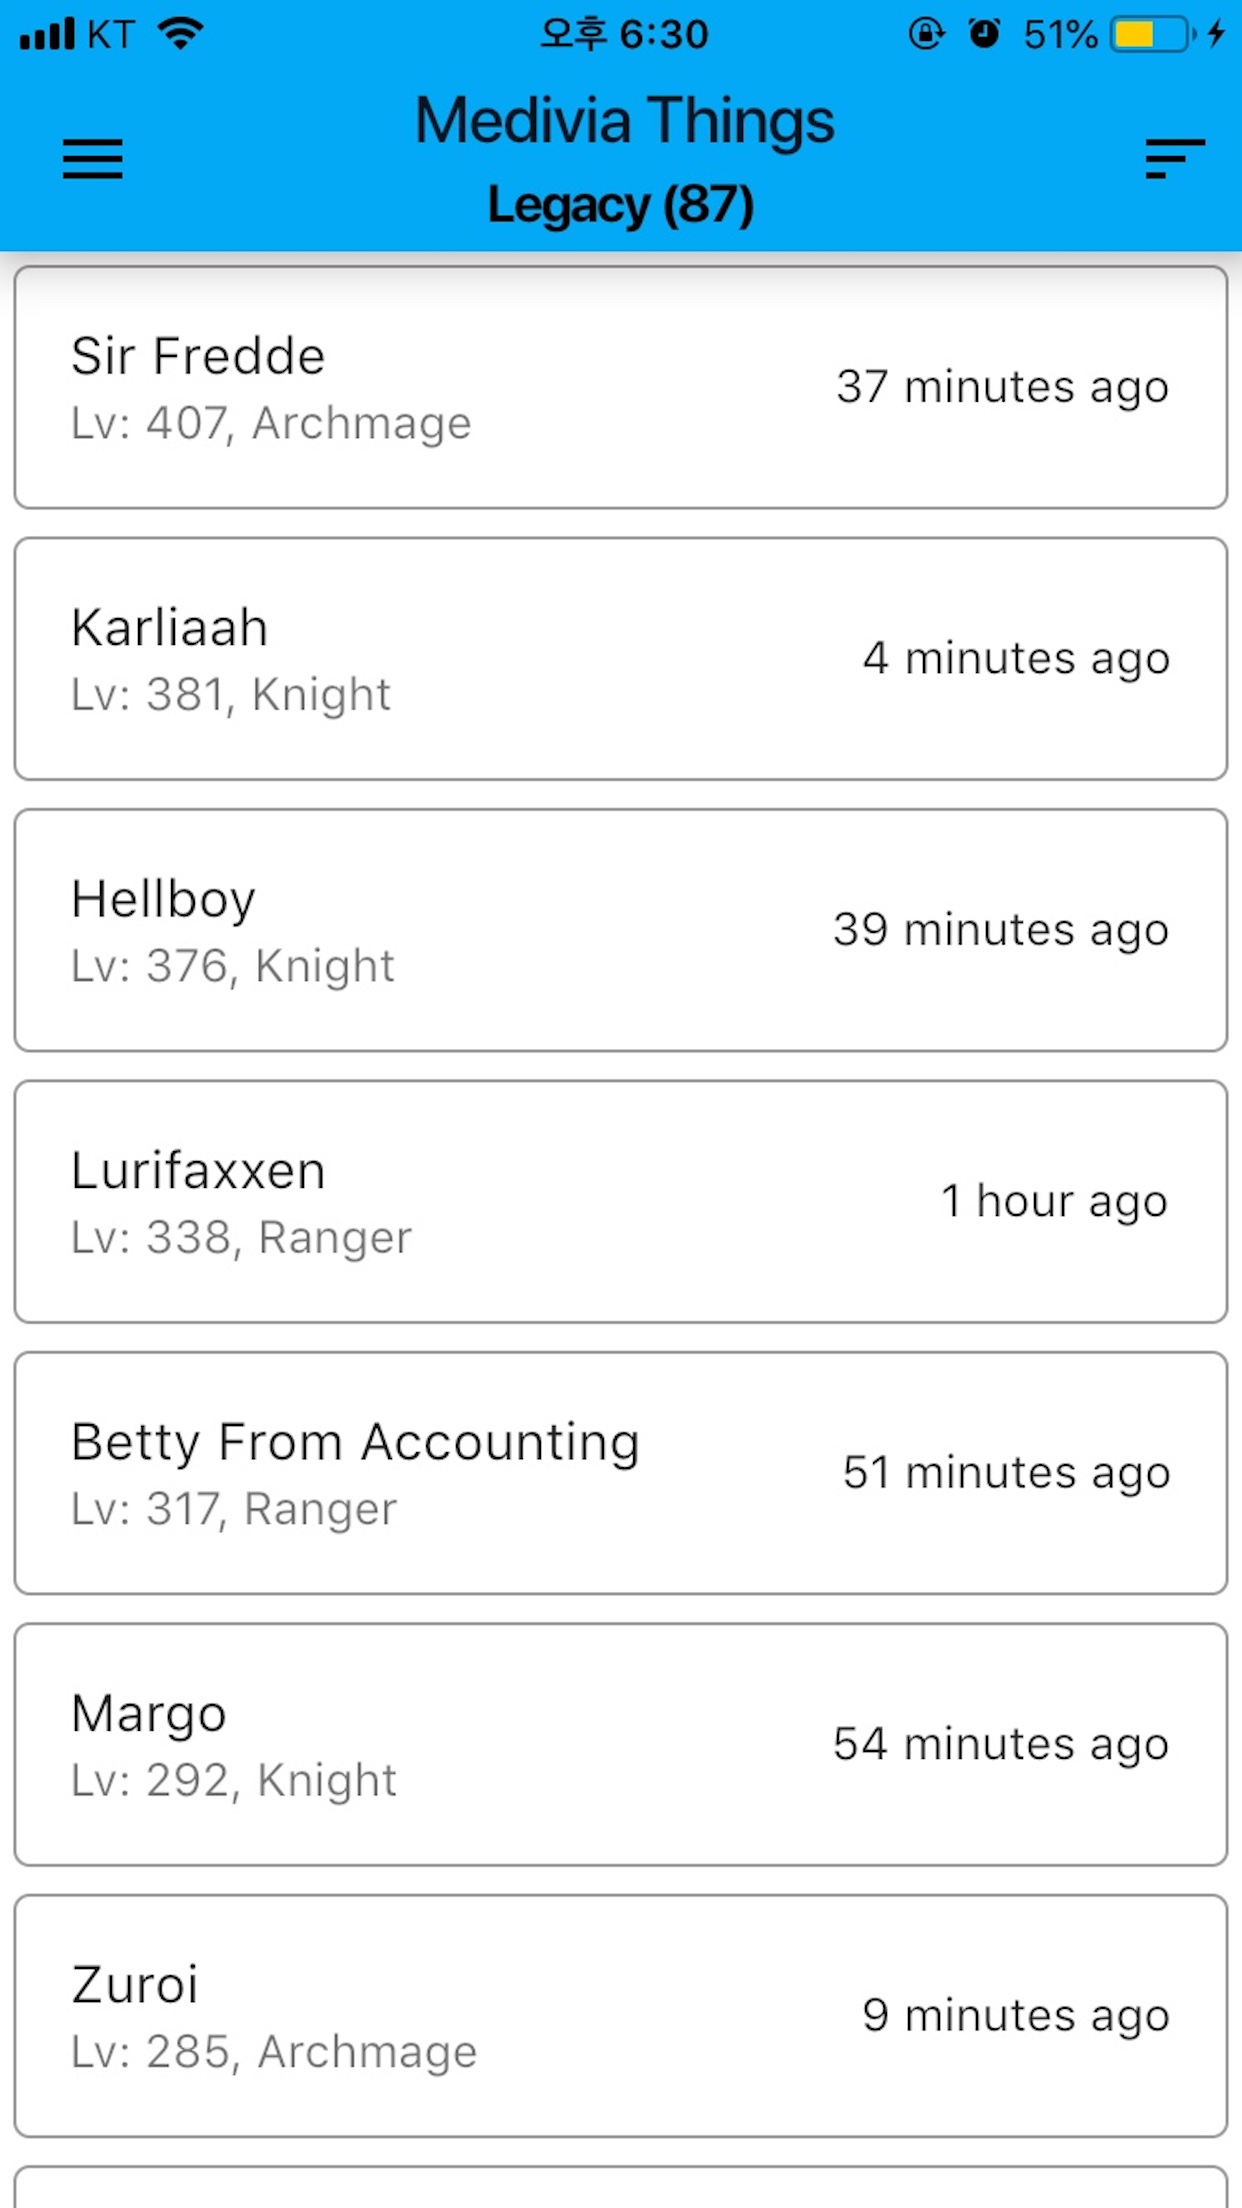 KT 오후 6:30 51%
Medivia Things
Legacy (87)
Sir Fredde
Lv: 407, Archmage
37 minutes ago
Karliaah
Lv: 381, Knight
4 minutes ago
Hellboy
Lv: 376, Knight
39 minutes ago
Lurifaxxen
Lv: 338, Ranger
1 hour ago
Betty From Accounting
Lv: 317, Ranger
51 minutes ago
Margo
Lv: 292, Knight
54 minutes ago
Zuroi
Lv: 285, Archmage
9 minutes ago